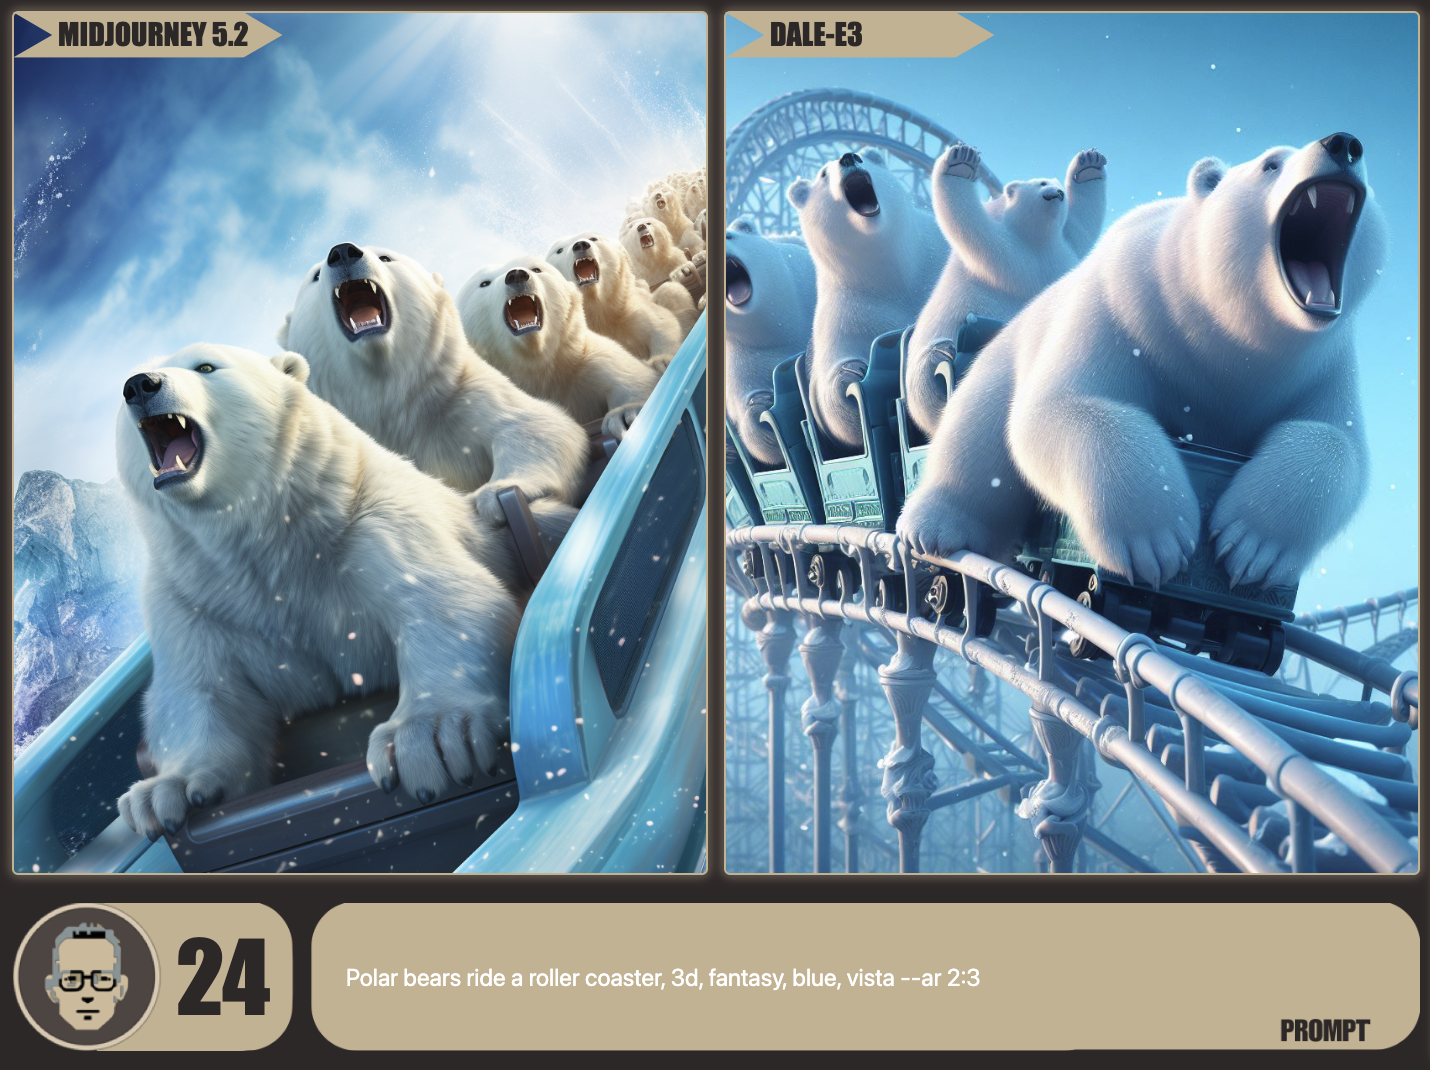 MIDJOURNEY 5.2
DALE-E3
24
Polar bears ride a roller coaster, 3d, fantasy, blue, vista --ar 2:3
PROMPT